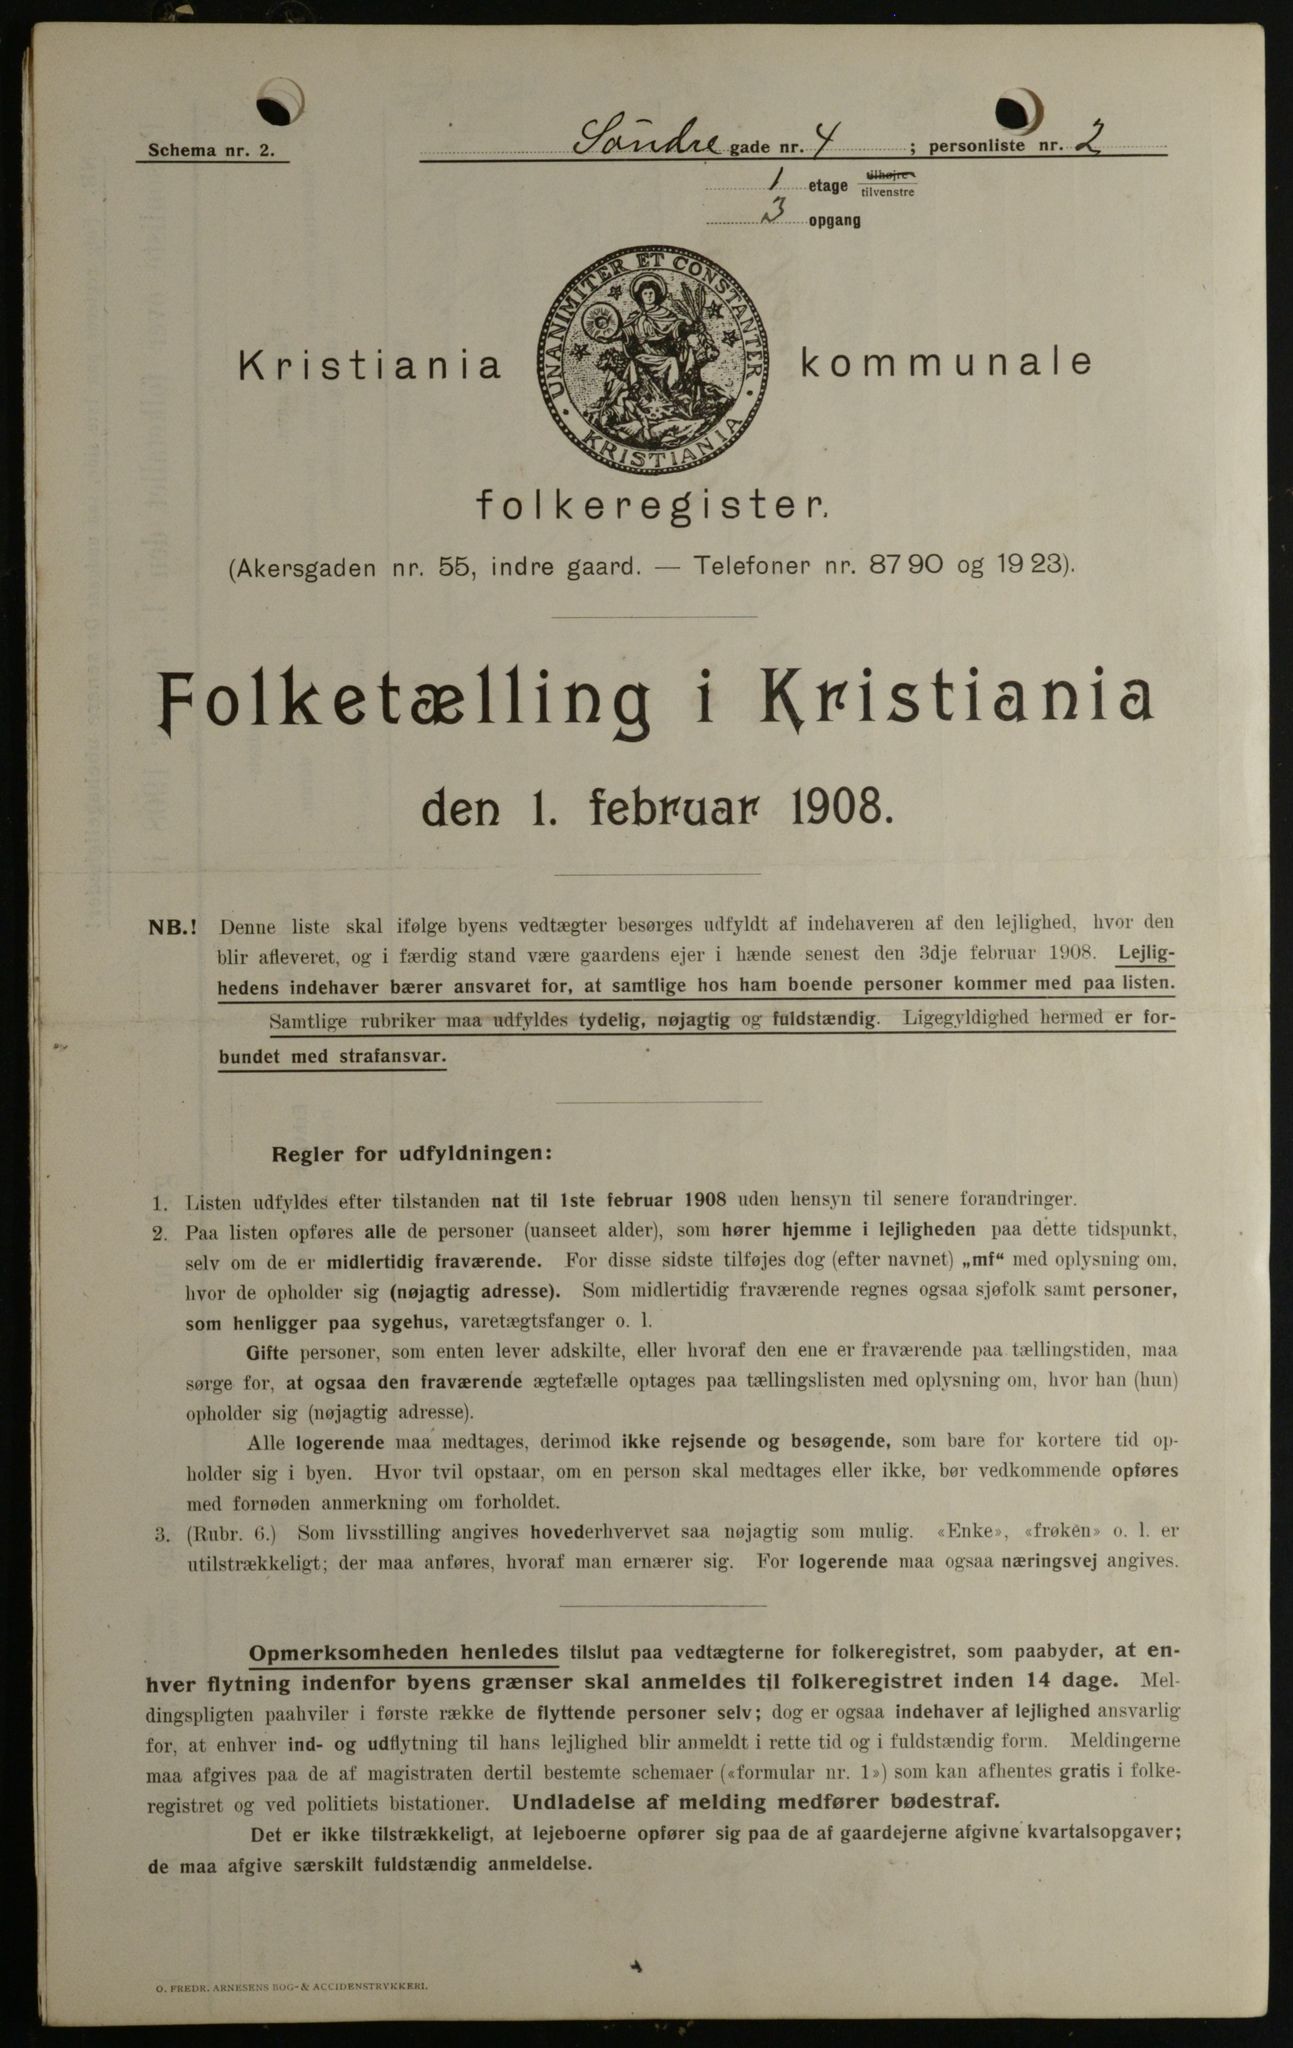 Schema nr. 2.
Söndre gade nr. 4 ; personliste nr. 2
1 etage tilhøjre
tilvenstre
3 opgang
UNANIMITER ET CONSTANTER
KRISTIANIA
Kristiania kommunale
folkeregister.
(Akersgaden nr. 55, indre gaard. — Telefoner nr. 87 90 og 19 23).
Folketælling i Kristiania
den 1. februar 1908.
NB.! Denne liste skal ifølge byens vedtægter besørges udfyldt af indehaveren af den lejlighed, hvor den
blir afleveret, og i færdig stand være gaardens ejer i hænde senest den 3dje februar 1908. Lejlig-
hedens indehaver bærer ansvaret for, at samtlige hos ham boende personer kommer med paa listen.
Samtlige rubriker maa udfyldes tydelig, nøjagtig og fuldstændig. Ligegyldighed hermed er for-
bundet med strafansvar.
Regler for udfyldningen:
1. Listen udfyldes efter tilstanden nat til 1ste februar 1908 uden hensyn til senere forandringer.
2. Paa listen opføres alle de personer (uanseet alder), som hører hjemme i lejligheden paa dette tidspunkt,
selv om de er midlertidig fraværende. For disse sidste tilføjes dog (efter navnet) „mf“ med oplysning om,
hvor de opholder sig (nøjagtig adresse). Som midlertidig fraværende regnes ogsaa sjøfolk samt personer,
som henligger paa sygehus, varetægtsfanger o. l.
Gifte personer, som enten lever adskilte, eller hvoraf den ene er fraværende paa tællingstiden, maa
sørge for, at ogsaa den fraværende ægtefælle optages paa tællingslisten med oplysning om, hvor han (hun)
opholder sig (nøjagtig adresse).
Alle logerende maa medtages, derimod ikke rejsende og besøgende, som bare for kortere tid op-
holder sig i byen. Hvor tvil opstaar, om en person skal medtages eller ikke, bør vedkommende opføres
med fornøden anmerkning om forholdet.
3. (Rubr. 6.) Som livsstilling angives hovederhvervet saa nøjagtig som mulig. «Enke», «frøken» o. l. er
utilstrækkeligt; der maa anføres, hvoraf man ernærer sig. For logerende maa ogsaa næringsvej angives.
Opmerksomheden henledes tilslut paa vedtægterne for folkeregistret, som paabyder, at en-
hver flytning indenfor byens grænser skal anmeldes til folkeregistret inden 14 dage. Mel-
dingspligten paahviler i første række de flyttende personer selv; dog er ogsaa indehaver af lejlighed ansvarlig
for, at enhver ind- og udflytning til hans lejlighed blir anmeldt i rette tid og i fuldstændig form. Meldingerne
maa afgives paa de af magistraten dertil bestemte schemaer («formular nr. 1») som kan afhentes gratis i folke-
registret og ved politiets bistationer. Undladelse af melding medfører bødestraf.
Det er ikke tilstrækkeligt, at lejeboerne opfører sig paa de af gaardejerne afgivne kvartalsopgaver;
de maa afgive særskilt fuldstændig anmeldelse.
O. FREDR. ARNESENS BOG- & ACCIDENSTRYKKERI.